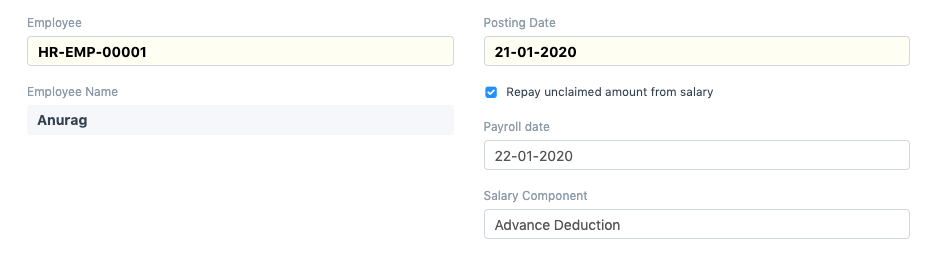 Employee
HR-EMP-00001
Employee Name
Anurag
Posting Date
21-01-2020
Repay unclaimed amount from salary
Payroll date
22-01-2020
Salary Component
Advance Deduction